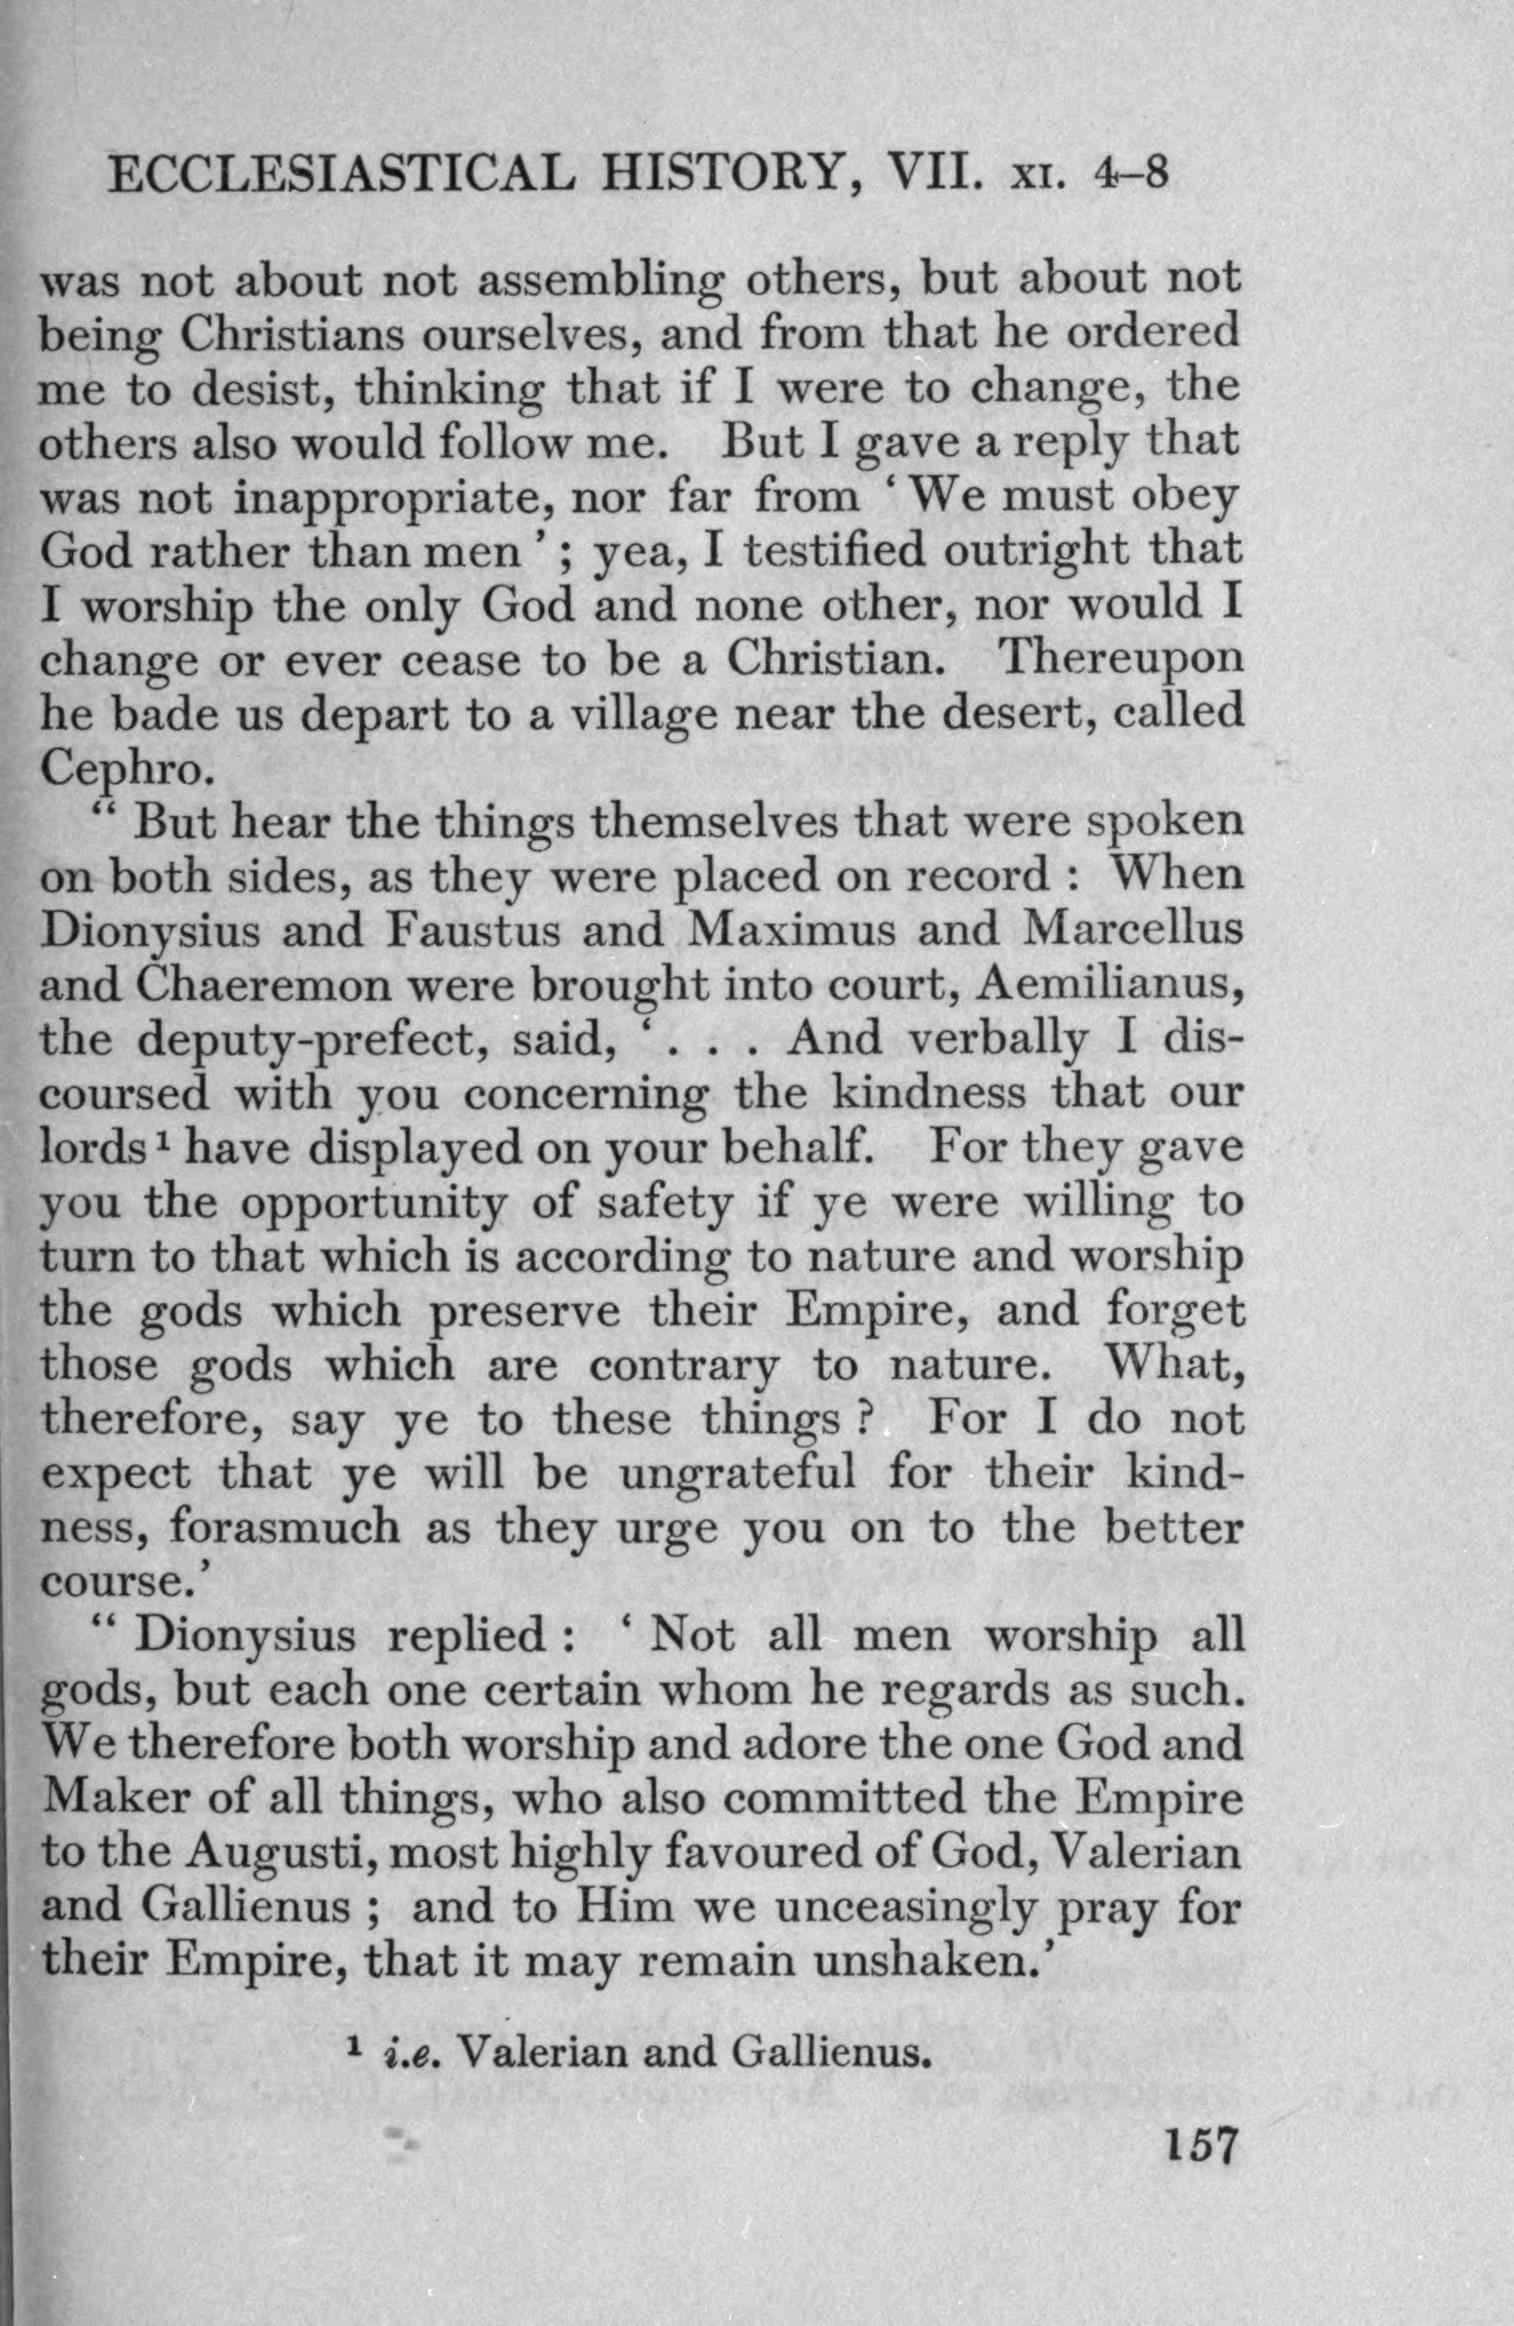 ECCLESIASTICAL HISTORY, VII. XI. 4–8
was not about not assembling others, but about not
being Christians ourselves, and from that he ordered
me to desist, thinking that if I were to change, the
others also would follow me. But I gave a reply that
was not inappropriate, nor far from ‘ We must obey
God rather than men ’ ; yea, I testified outright that
I worship the only God and none other, nor would I
change or ever cease to be a Christian. Thereupon
he bade us depart to a village near the desert, called
Cephro.
“ But hear the things themselves that were spoken
on both sides, as they were placed on record : When
Dionysius and Faustus and Maximus and Marcellus
and Chaeremon were brought into court, Aemilianus,
the deputy-prefect, said, ‘ . . . And verbally I dis-
coursed with you concerning the kindness that our
lords ¹ have displayed on your behalf. For they gave
you the opportunity of safety if ye were willing to
turn to that which is according to nature and worship
the gods which preserve their Empire, and forget
those gods which are contrary to nature. What,
therefore, say ye to these things ? For I do not
expect that ye will be ungrateful for their kind-
ness, forasmuch as they urge you on to the better
course.’
“ Dionysius replied : ‘ Not all men worship all
gods, but each one certain whom he regards as such.
We therefore both worship and adore the one God and
Maker of all things, who also committed the Empire
to the Augusti, most highly favoured of God, Valerian
and Gallienus ; and to Him we unceasingly pray for
their Empire, that it may remain unshaken.’
¹ i.e. Valerian and Gallienus.
157